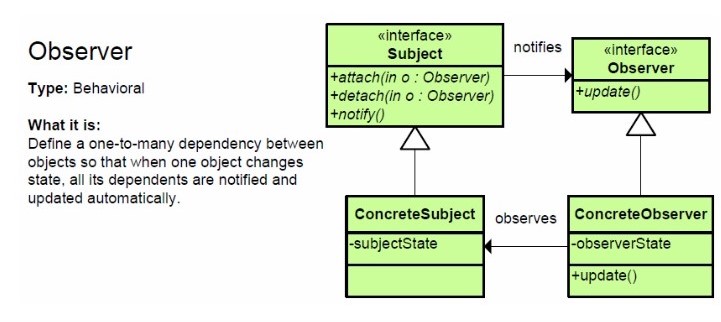 Observer
Type: Behavioral
What it is:
Define a one-to-many dependency between
objects so that when one object changes
state, all its dependents are notified and
updated automatically.
«interface»
Subject
+attach(in o : Observer)
+detach(in o : Observer)
+notify()
notifies
«interface»
Observer
+update()
ConcreteSubject
-subjectState
observes
ConcreteObserver
-observerState
+update()